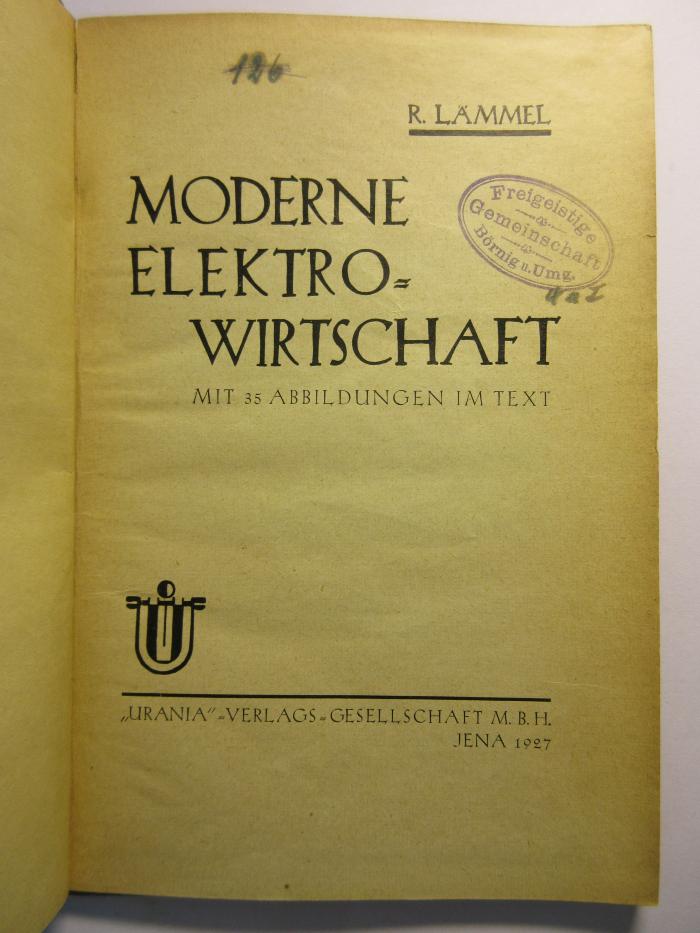 126
R. LÄMMEL
MODERNE
ELEKTRO=
WIRTSCHAFT
MIT 35 ABBILDUNGEN IM TEXT
Freigeistige
Gemeinschaft
Börnig u. Umg.
„URANIA"=VERLAGS=GESELLSCHAFT M. B. H.
JENA 1927